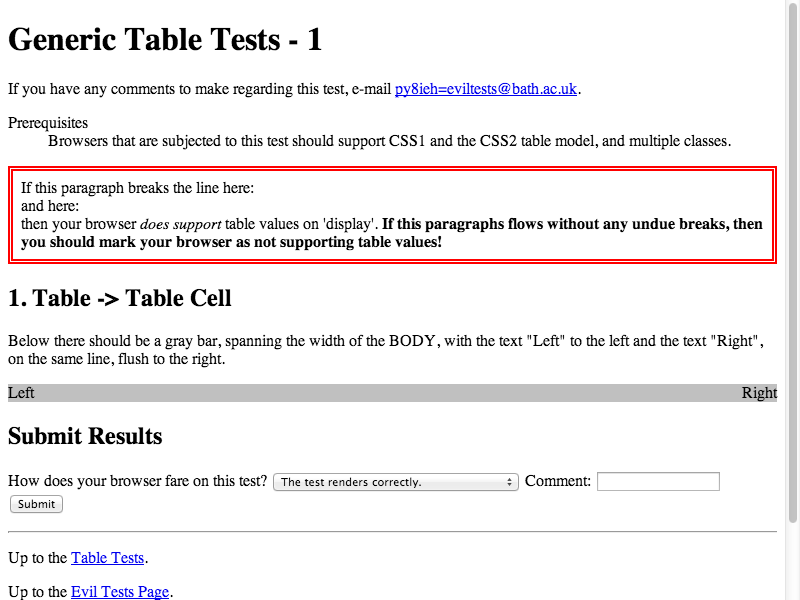 Generic Table Tests - 1
If you have any comments to make regarding this test, e-mail py8ieh=eviltests@bath.ac.uk.
Prerequisites
Browsers that are subjected to this test should support CSS1 and the CSS2 table model, and multiple classes.
If this paragraph breaks the line here:
and here:
then your browser does support table values on 'display'. If this paragraphs flows without any undue breaks, then
you should mark your browser as not supporting table values!
1. Table -> Table Cell
Below there should be a gray bar, spanning the width of the BODY, with the text "Left" to the left and the text "Right",
on the same line, flush to the right.
Left Right
Submit Results
How does your browser fare on this test? The test renders correctly. Comment:
Submit
Up to the Table Tests.
Up to the Evil Tests Page.